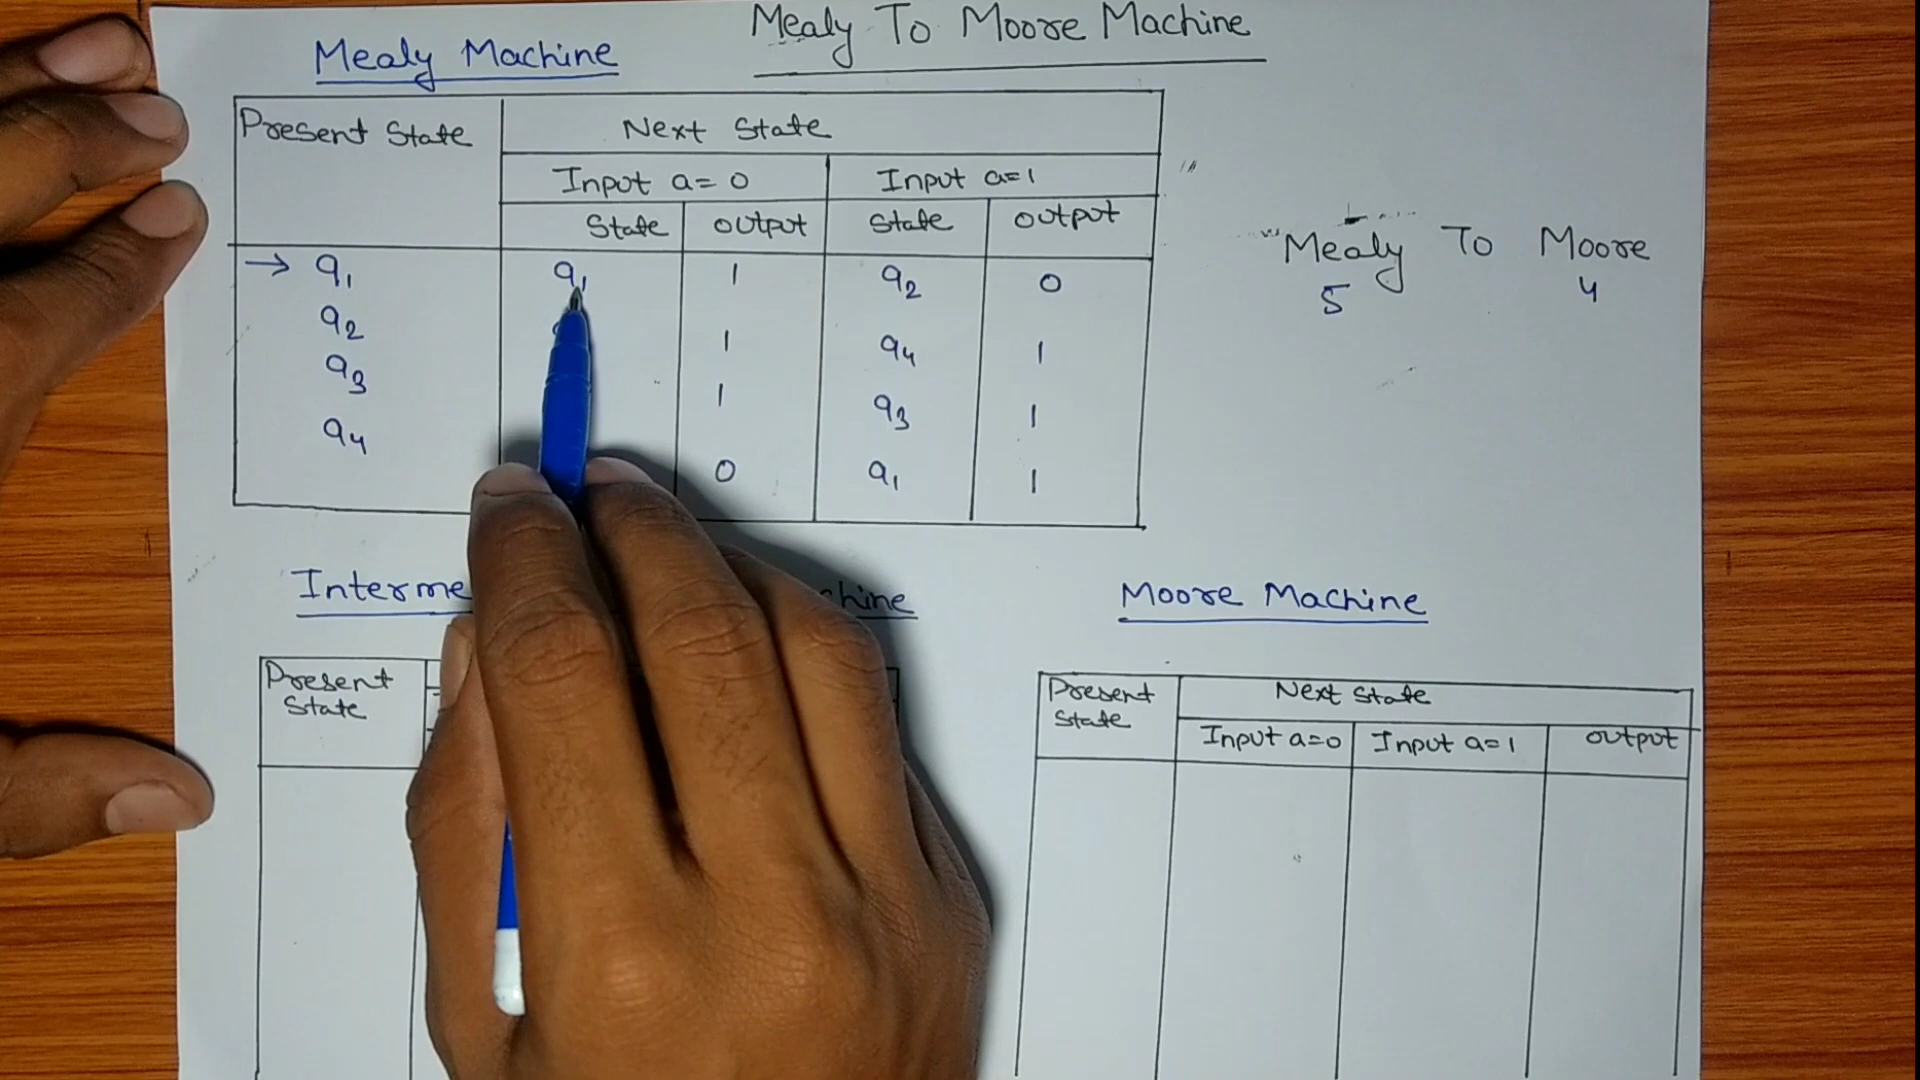 Mealy To Moore Machine
Mealy Machine
Present State
Next State
Input a= 0
Input a=1
State
output
State
output
→ q1
q1
1
q2
0
q2
1
q4
1
q3
1
q3
1
q4
0
q1
1
Mealy To Moore
5
4
Moore Machine
Present
State
Present
State
Next State
Input a=0
Input a=1
output